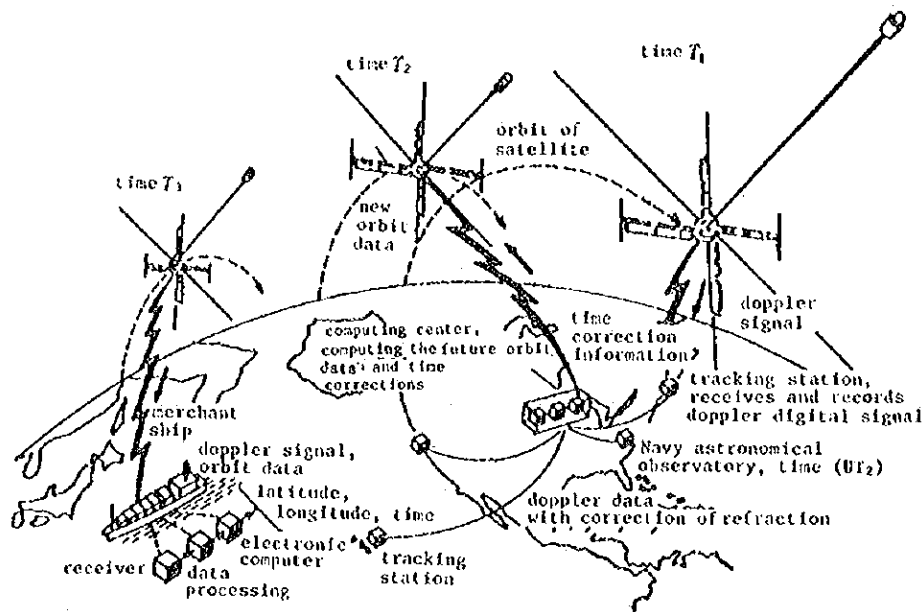 time T₂
time T₁
orbit of
satellite
time T₃
new
orbit
data
doppler
signal
computing center,
computing the future orbit
data and time
corrections
time
correction
information
tracking station,
receives and records
doppler digital signal
merchant
ship
doppler signal,
orbit data
Navy astronomical
observatory, time (UT₂)
latitude,
longitude, time
doppler data
with correction of refraction
electronic
computer
tracking
station
receiver
data
processing